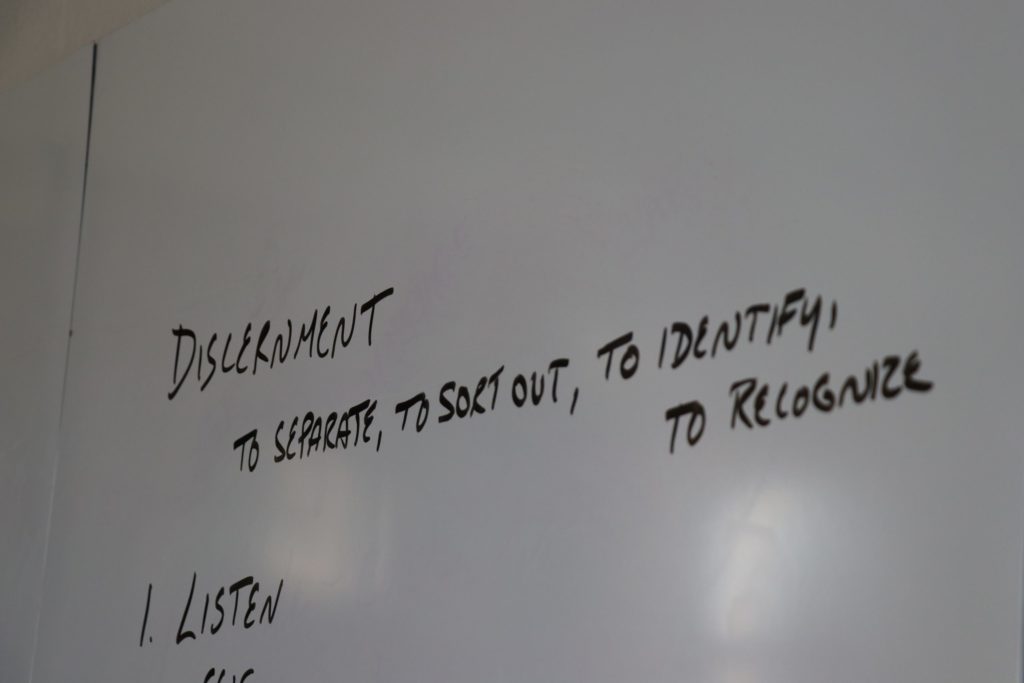 DISCERNMENT
TO SEPARATE, TO SORT OUT, TO IDENTIFY,
TO RECOGNIZE
1. LISTEN